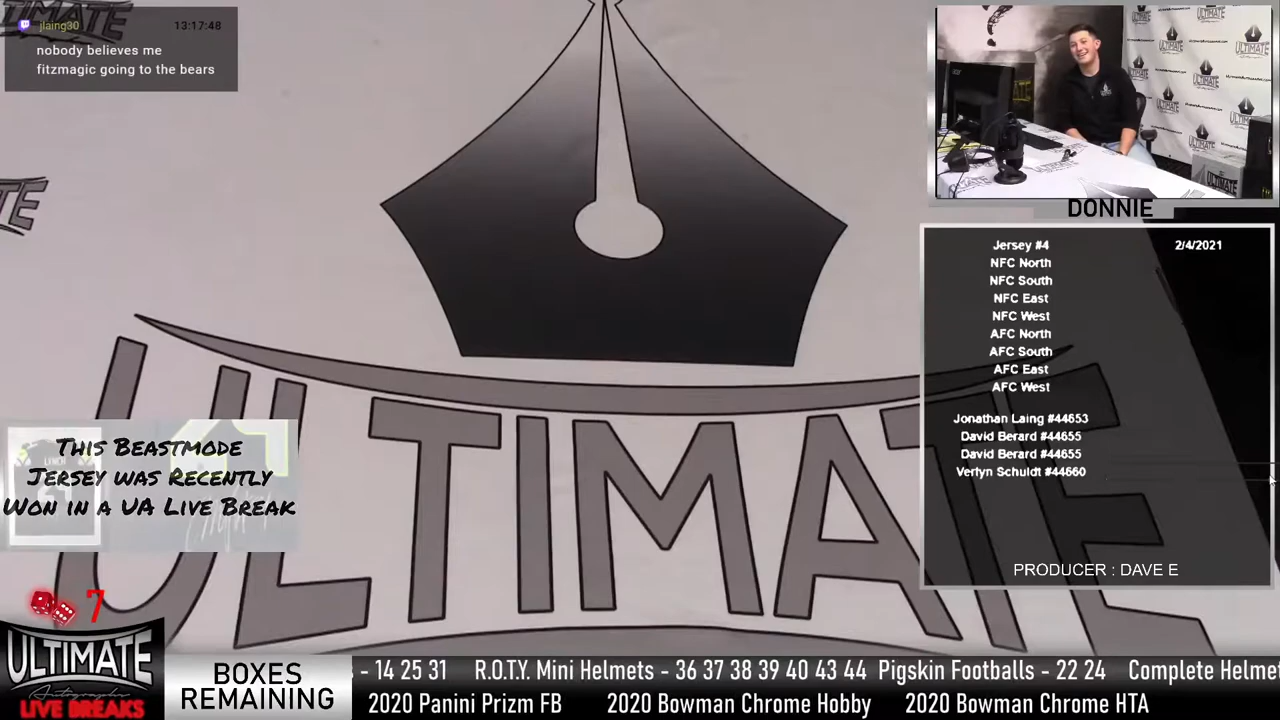 jlaing30 13:17:48
nobody believes me
fitzmagic going to the bears
DONNIE
Jersey #4 2/4/2021
NFC North
NFC South
NFC East
NFC West
AFC North
AFC South
AFC East
AFC West
Jonathan Laing #44653
David Berard #44655
David Berard #44655
Verlyn Schuldt #44660
PRODUCER : DAVE E
ULTIMATE
THIS BEASTMODE
JERSEY WAS RECENTLY
WON IN A UA LIVE BREAK
LYNCH
7
ULTIMATE
Autographs
LIVE BREAKS
BOXES
REMAINING
- 14 25 31 R.O.T.Y. Mini Helmets - 36 37 38 39 40 43 44 Pigskin Footballs - 22 24 Complete Helmet
2020 Panini Prizm FB 2020 Bowman Chrome Hobby 2020 Bowman Chrome HTA